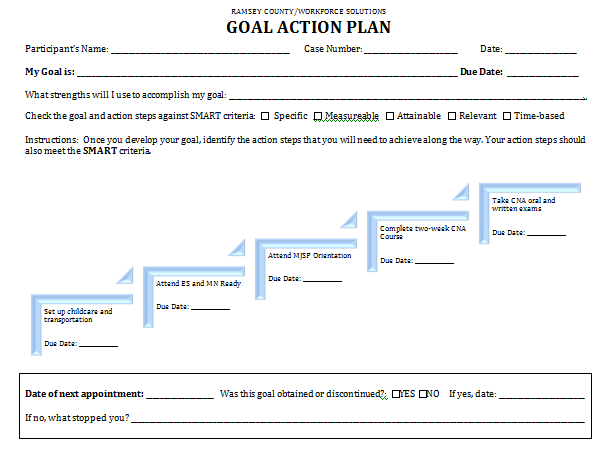 RAMSEY COUNTY/WORKFORCE SOLUTIONS
GOAL ACTION PLAN
Participant's Name: ______________________ Case Number: ______________ Date: ____________
My Goal is: ______________________________________________ Due Date: ____________
What strengths will I use to accomplish my goal: ______________________________________________
Check the goal and action steps against SMART criteria: ☐ Specific ☐ Measureable ☐ Attainable ☐ Relevant ☐ Time-based
Instructions: Once you develop your goal, identify the action steps that you will need to achieve along the way. Your action steps should
also meet the SMART criteria.
Set up childcare and
transportation
Due Date: __________
Attend ES and MN Ready
Due Date: __________
Attend MJSP Orientation
Due Date: __________
Complete two-week CNA
Course
Due Date: __________
Take CNA oral and
written exams
Due Date: __________
Date of next appointment: ______________ Was this goal obtained or discontinued?: ☐YES ☐NO If yes, date: ______________
If no, what stopped you? ______________________________________________